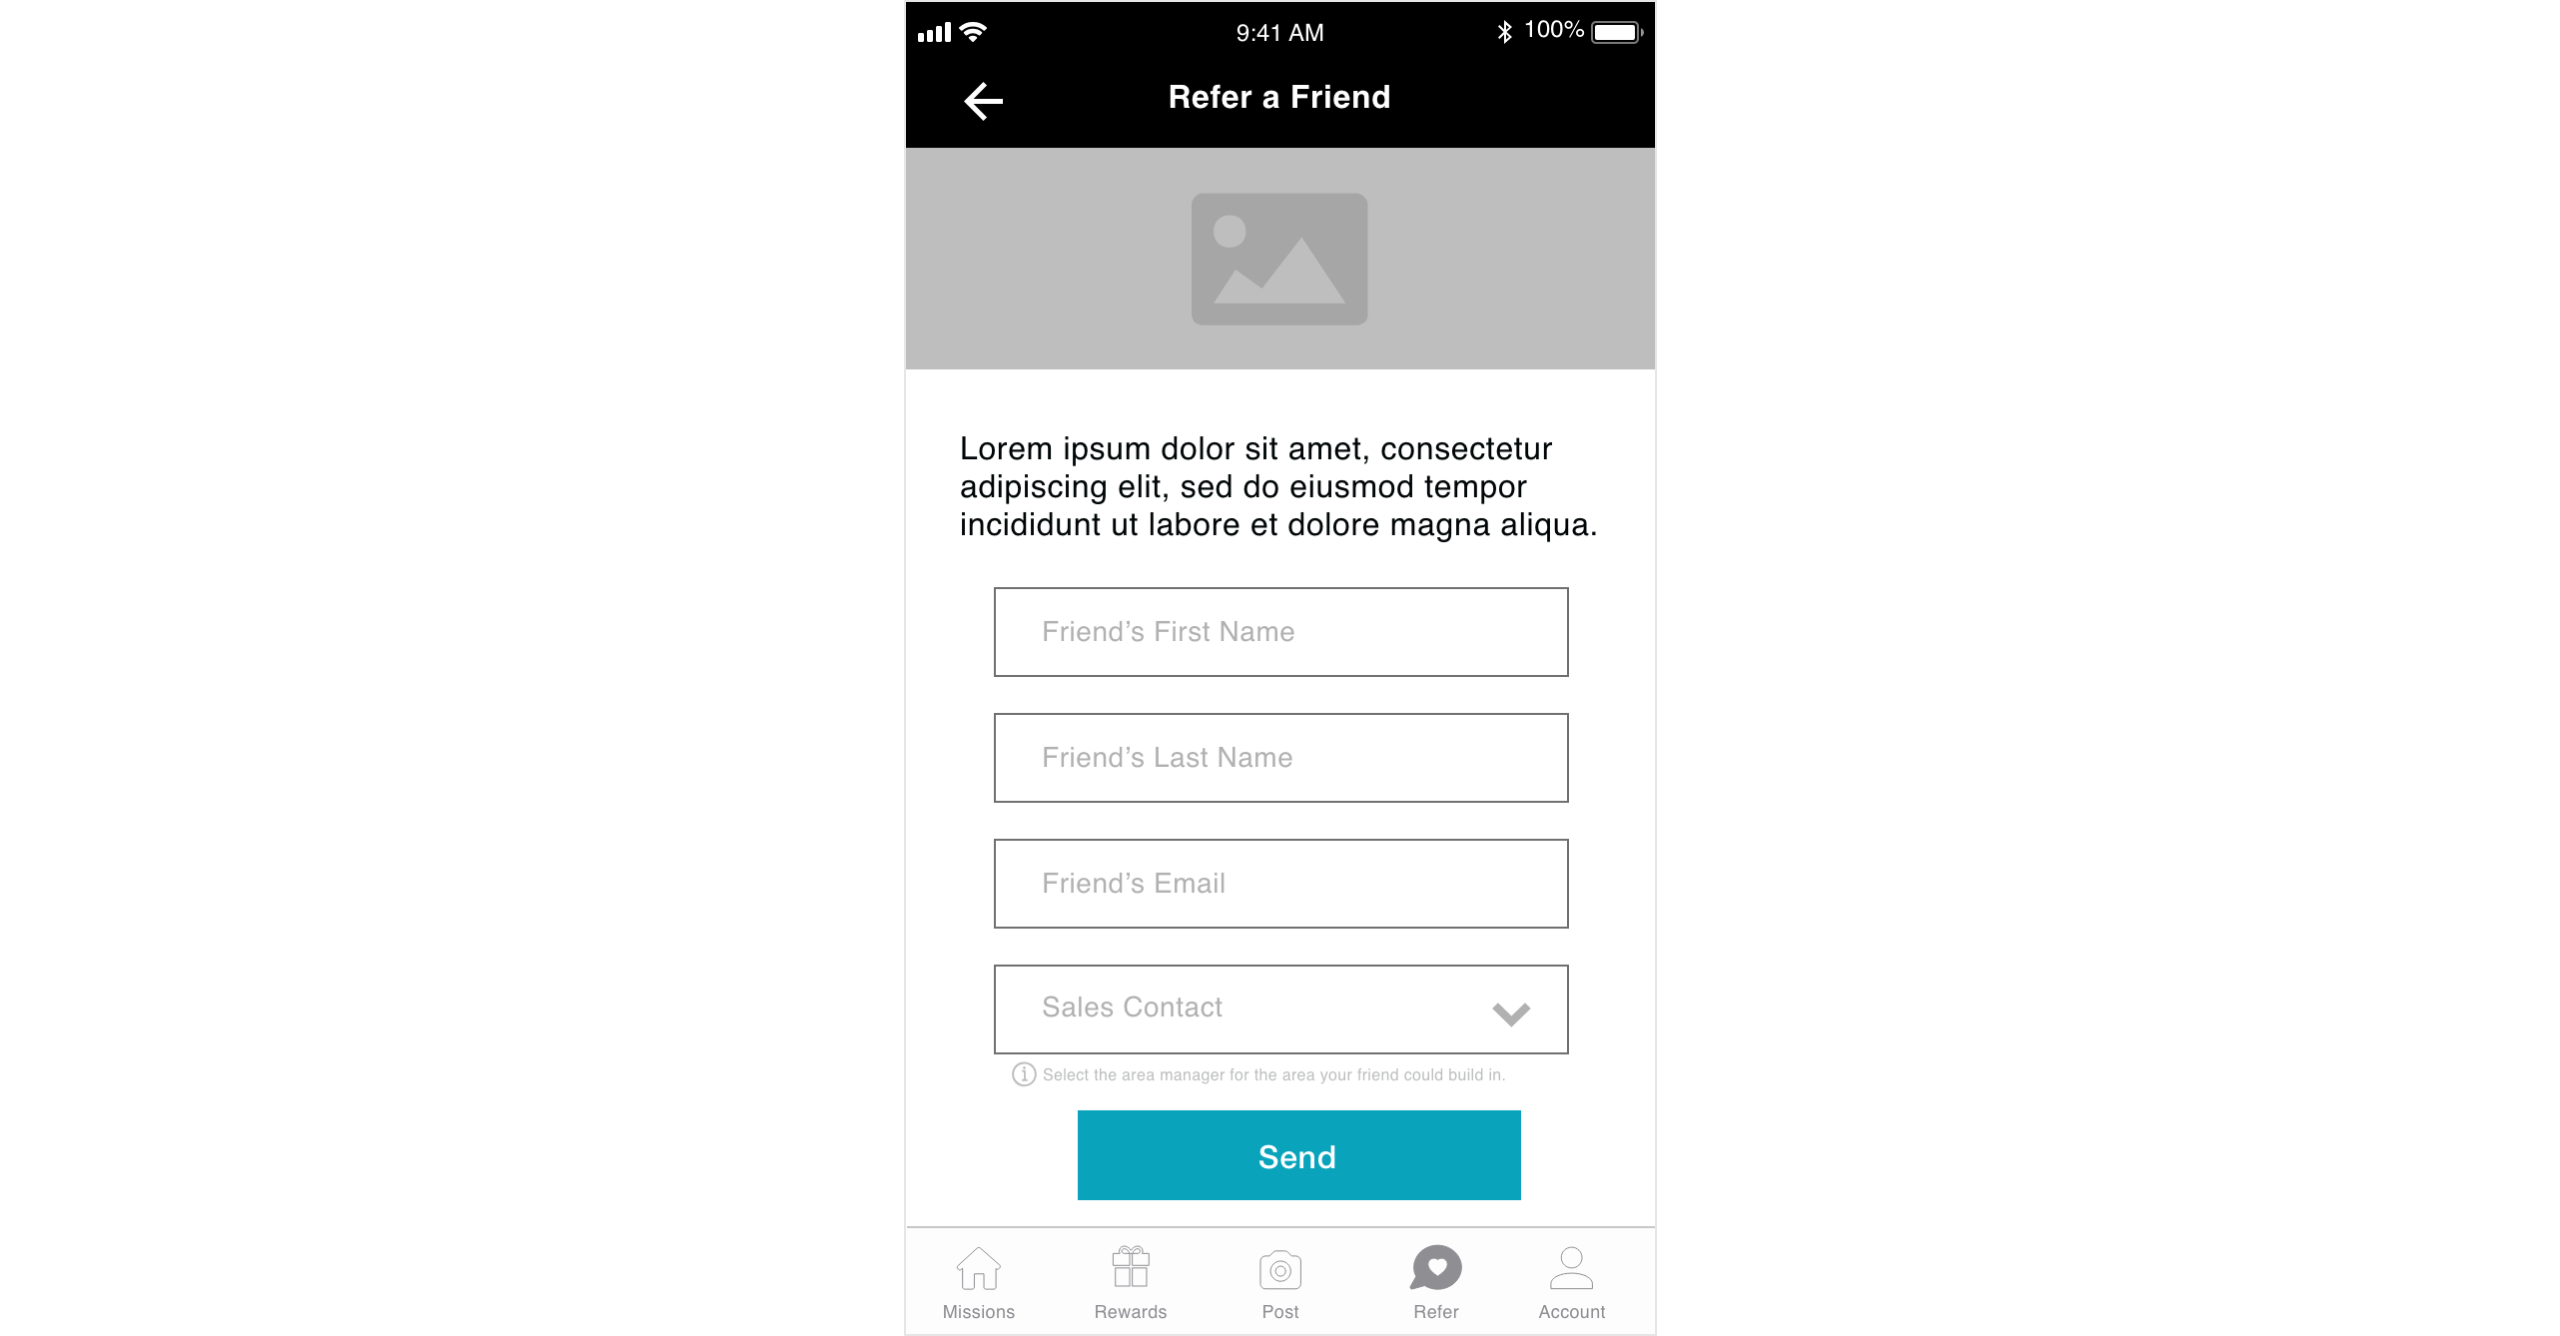 9:41 AM
100%
Refer a Friend
Lorem ipsum dolor sit amet, consectetur
adipiscing elit, sed do eiusmod tempor
incididunt ut labore et dolore magna aliqua.
Friend’s First Name
Friend’s Last Name
Friend’s Email
Sales Contact
Select the area manager for the area your friend could build in.
Send
Missions
Rewards
Post
Refer
Account